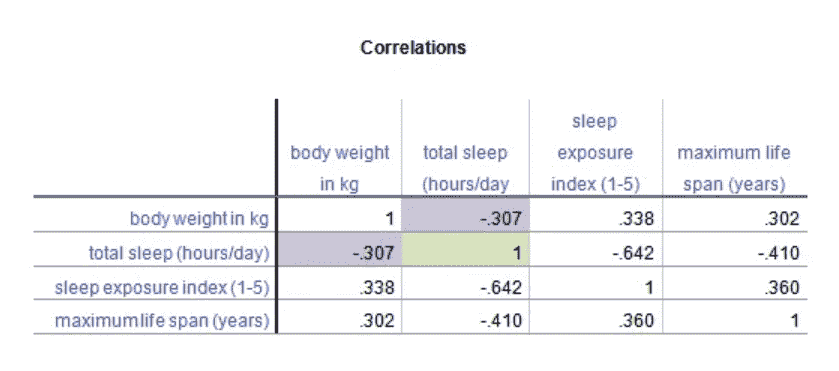 Correlations
sleep
body weight total sleep exposure maximum life
in kg (hours/day index (1-5) span (years)
body weight in kg 1 -.307 .338 .302
total sleep (hours/day) -.307 1 -.642 -.410
sleep exposure index (1-5) .338 -.642 1 .360
maximum life span (years) .302 -.410 .360 1